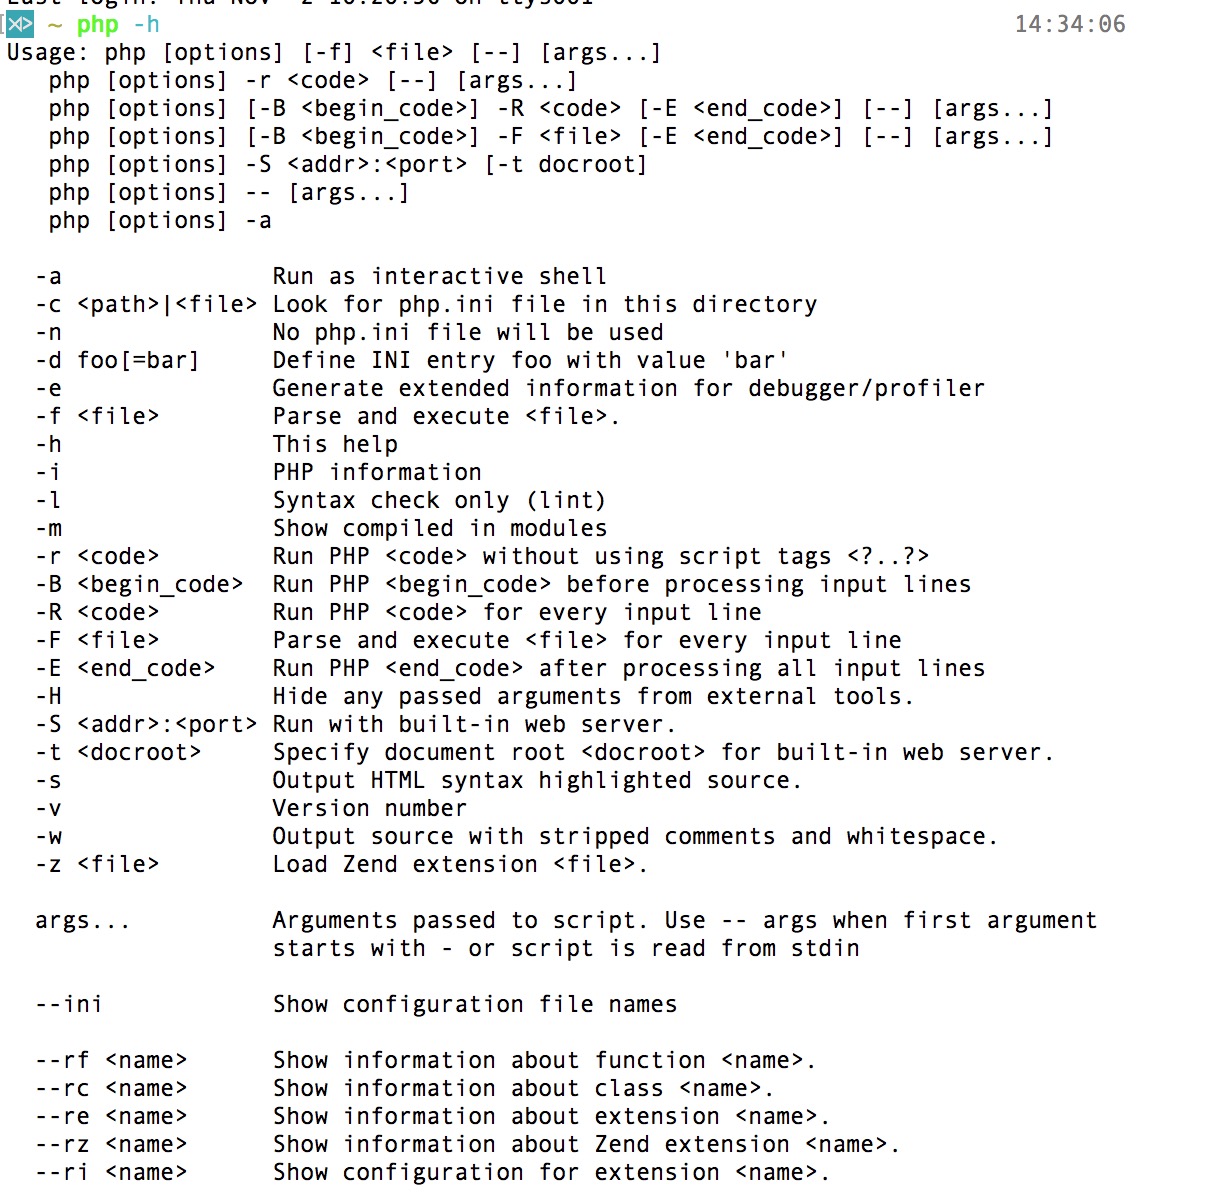 ~ php -h 14:34:06
Usage: php [options] [-f] <file> [--] [args...]
   php [options] -r <code> [--] [args...]
   php [options] [-B <begin_code>] -R <code> [-E <end_code>] [--] [args...]
   php [options] [-B <begin_code>] -F <file> [-E <end_code>] [--] [args...]
   php [options] -S <addr>:<port> [-t docroot]
   php [options] -- [args...]
   php [options] -a

  -a               Run as interactive shell
  -c <path>|<file> Look for php.ini file in this directory
  -n               No php.ini file will be used
  -d foo[=bar]     Define INI entry foo with value 'bar'
  -e               Generate extended information for debugger/profiler
  -f <file>        Parse and execute <file>.
  -h               This help
  -i               PHP information
  -l               Syntax check only (lint)
  -m               Show compiled in modules
  -r <code>        Run PHP <code> without using script tags <?..?>
  -B <begin_code>  Run PHP <begin_code> before processing input lines
  -R <code>        Run PHP <code> for every input line
  -F <file>        Parse and execute <file> for every input line
  -E <end_code>    Run PHP <end_code> after processing all input lines
  -H               Hide any passed arguments from external tools.
  -S <addr>:<port> Run with built-in web server.
  -t <docroot>     Specify document root <docroot> for built-in web server.
  -s               Output HTML syntax highlighted source.
  -v               Version number
  -w               Output source with stripped comments and whitespace.
  -z <file>        Load Zend extension <file>.

  args...          Arguments passed to script. Use -- args when first argument
                   starts with - or script is read from stdin

  --ini            Show configuration file names

  --rf <name>      Show information about function <name>.
  --rc <name>      Show information about class <name>.
  --re <name>      Show information about extension <name>.
  --rz <name>      Show information about Zend extension <name>.
  --ri <name>      Show configuration for extension <name>.